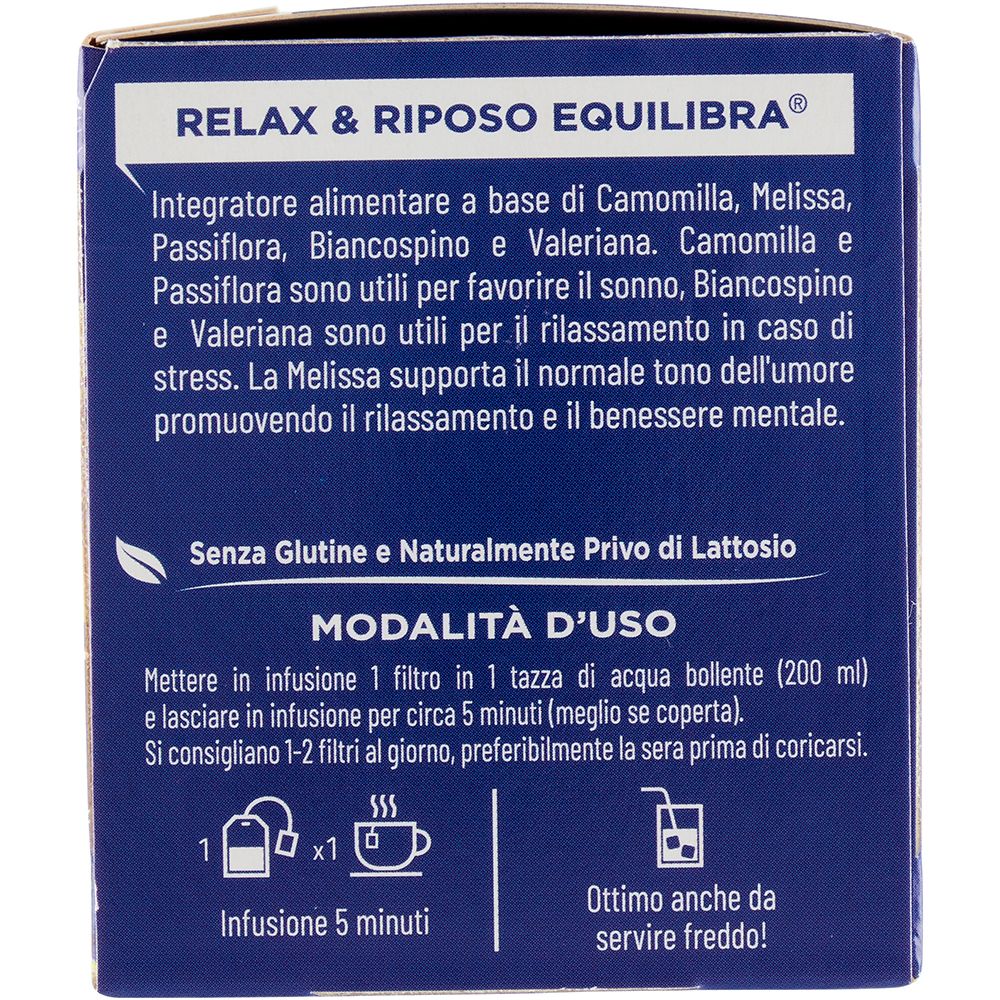 RELAX & RIPOSO EQUILIBRA®
Integratore alimentare a base di Camomilla, Melissa,
Passiflora, Biancospino e Valeriana. Camomilla e
Passiflora sono utili per favorire il sonno, Biancospino
e Valeriana sono utili per il rilassamento in caso di
stress. La Melissa supporta il normale tono dell'umore
promuovendo il rilassamento e il benessere mentale.
Senza Glutine e Naturalmente Privo di Lattosio
MODALITÀ D’USO
Mettere in infusione 1 filtro in 1 tazza di acqua bollente (200 ml)
e lasciare in infusione per circa 5 minuti (meglio se coperta).
Si consigliano 1-2 filtri al giorno, preferibilmente la sera prima di coricarsi.
1 x1
Infusione 5 minuti
Ottimo anche da
servire freddo!